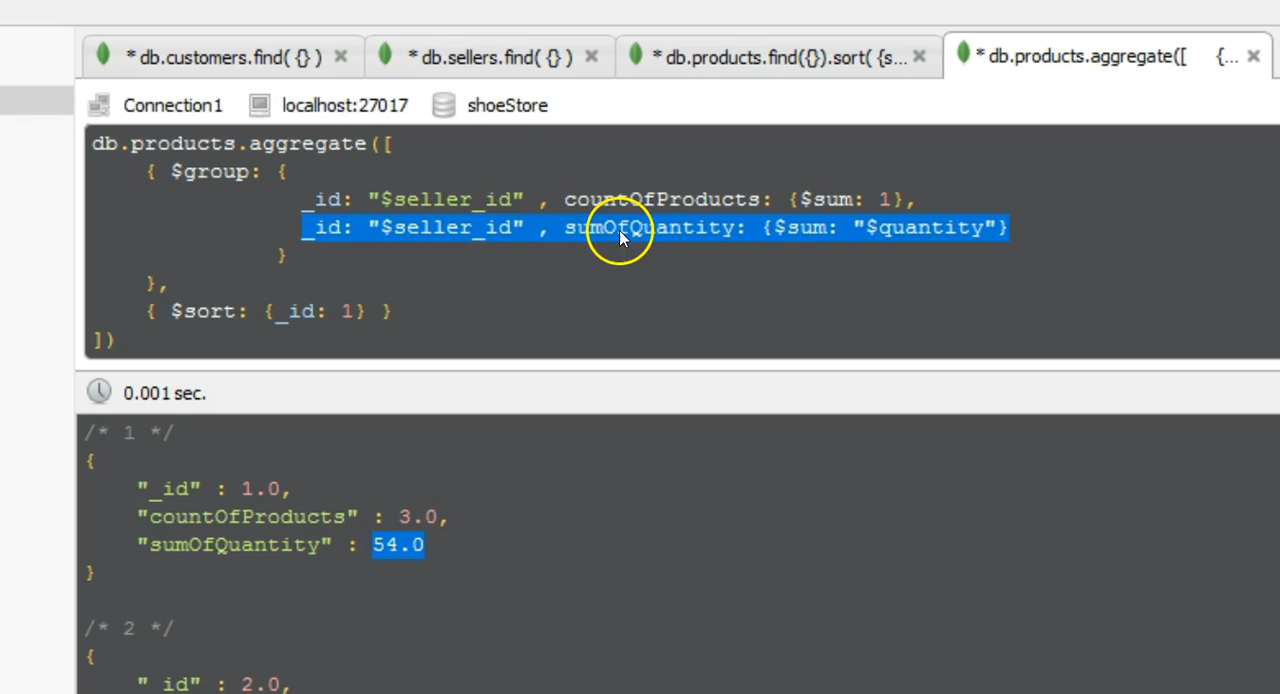 * db.customers.find( {} )
* db.sellers.find( {} )
* db.products.find({}).sort( {s...
* db.products.aggregate([ {...
Connection1 localhost:27017 shoeStore
db.products.aggregate([
{ $group: {
_id: "$seller_id" , countOfProducts: {$sum: 1},
_id: "$seller_id" , sumOfQuantity: {$sum: "$quantity"}
}
},
{ $sort: {_id: 1} }
])
0.001 sec.
/* 1 */
{
"_id" : 1.0,
"countOfProducts" : 3.0,
"sumOfQuantity" : 54.0
}
/* 2 */
{
"_id" : 2.0,